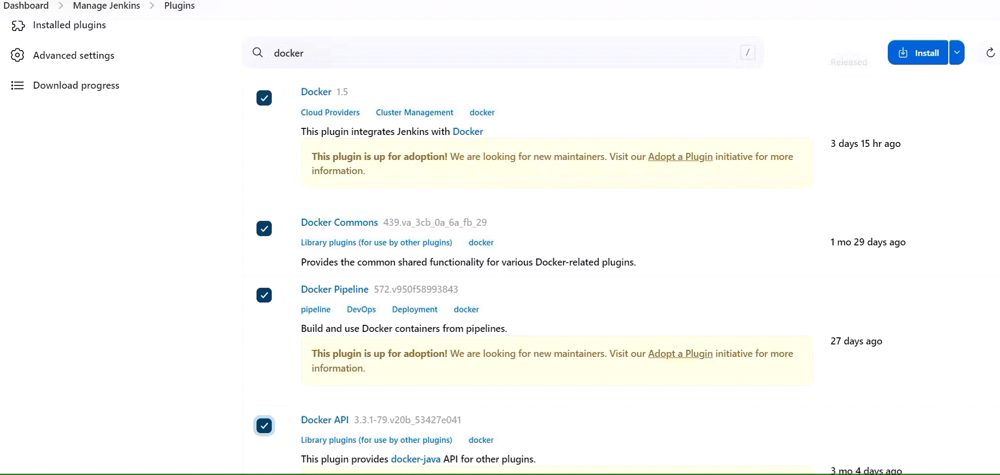 Dashboard > Manage Jenkins > Plugins
Installed plugins
Advanced settings
Download progress
docker /
Released
Install
Docker 1.5
Cloud Providers Cluster Management docker
This plugin integrates Jenkins with Docker
This plugin is up for adoption! We are looking for new maintainers. Visit our Adopt a Plugin initiative for more
information.
3 days 15 hr ago
Docker Commons 439.va_3cb_0a_6a_fb_29
Library plugins (for use by other plugins) docker
Provides the common shared functionality for various Docker-related plugins.
1 mo 29 days ago
Docker Pipeline 572.v950f58993843
pipeline DevOps Deployment docker
Build and use Docker containers from pipelines.
This plugin is up for adoption! We are looking for new maintainers. Visit our Adopt a Plugin initiative for more
information.
27 days ago
Docker API 3.3.1-79.v20b_53427e041
Library plugins (for use by other plugins) docker
This plugin provides docker-java API for other plugins.
3 mo 4 days ago